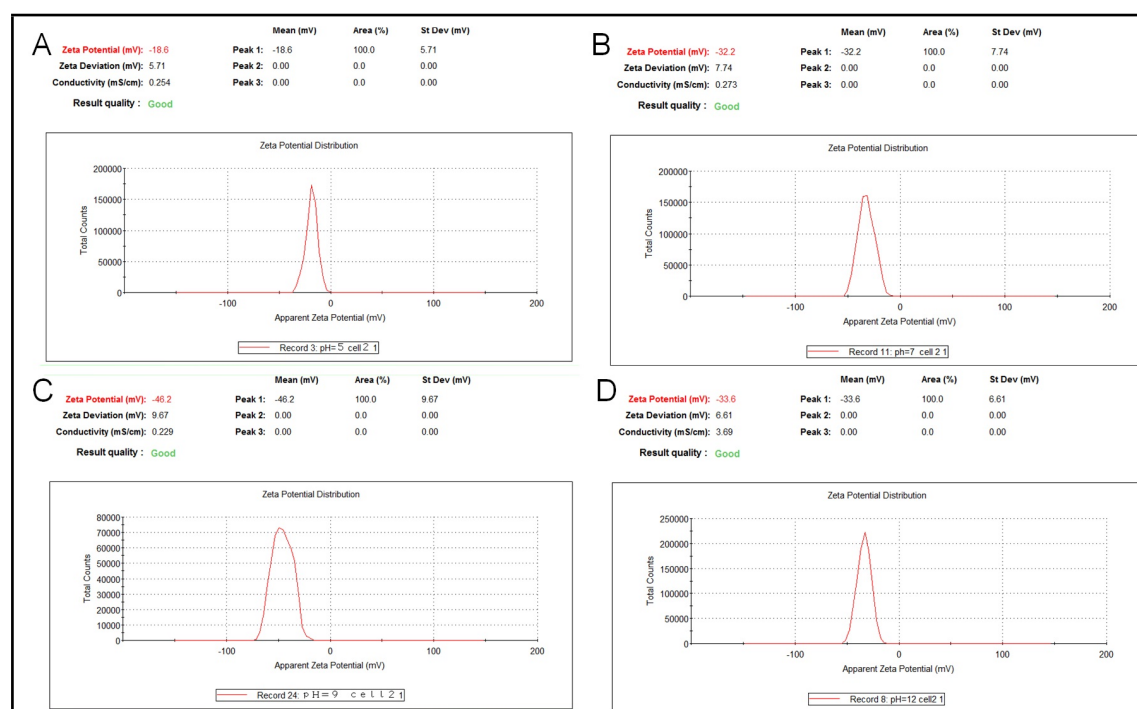 A
Mean (mV) Area (%) St Dev (mV)
Zeta Potential (mV): -18.6 Peak 1: -18.6 100.0 5.71
Zeta Deviation (mV): 5.71 Peak 2: 0.00 0.0 0.00
Conductivity (mS/cm): 0.254 Peak 3: 0.00 0.0 0.00
Result quality : Good
Zeta Potential Distribution
200000
150000
100000
50000
0
Total Counts
-100 0 100 200
Apparent Zeta Potential (mV)
Record 3: pH=5 cell2 1
B
Mean (mV) Area (%) St Dev (mV)
Zeta Potential (mV): -32.2 Peak 1: -32.2 100.0 7.74
Zeta Deviation (mV): 7.74 Peak 2: 0.00 0.0 0.00
Conductivity (mS/cm): 0.273 Peak 3: 0.00 0.0 0.00
Result quality : Good
Zeta Potential Distribution
200000
150000
100000
50000
0
Total Counts
-100 0 100 200
Apparent Zeta Potential (mV)
Record 11: ph=7 cell 2 1
C
Mean (mV) Area (%) St Dev (mV)
Zeta Potential (mV): -46.2 Peak 1: -46.2 100.0 9.67
Zeta Deviation (mV): 9.67 Peak 2: 0.00 0.0 0.00
Conductivity (mS/cm): 0.229 Peak 3: 0.00 0.0 0.00
Result quality : Good
Zeta Potential Distribution
80000
70000
60000
50000
40000
30000
20000
10000
0
Total Counts
-100 0 100 200
Apparent Zeta Potential (mV)
Record 24: pH=9 cell2 1
D
Mean (mV) Area (%) St Dev (mV)
Zeta Potential (mV): -33.6 Peak 1: -33.6 100.0 6.61
Zeta Deviation (mV): 6.61 Peak 2: 0.00 0.0 0.00
Conductivity (mS/cm): 3.69 Peak 3: 0.00 0.0 0.00
Result quality : Good
Zeta Potential Distribution
250000
200000
150000
100000
50000
0
Total Counts
-100 0 100 200
Apparent Zeta Potential (mV)
Record 8: pH=12 cell2 1